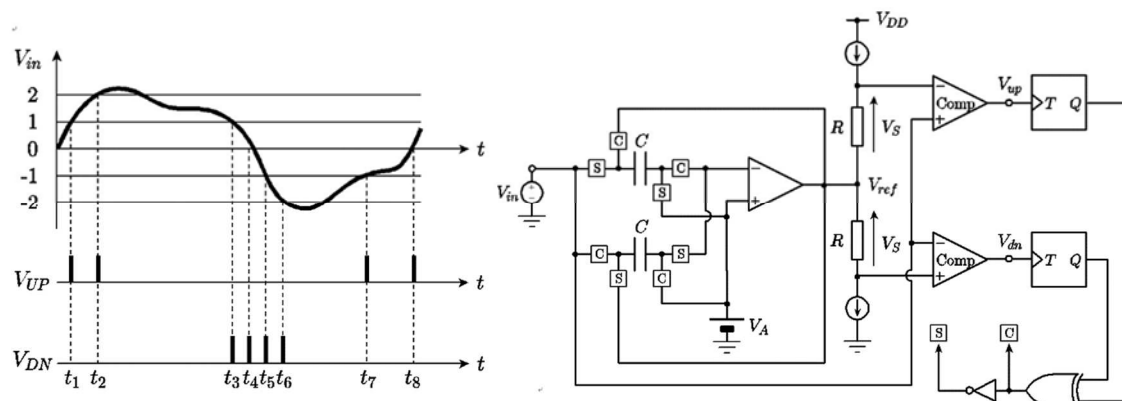 V_in
2
1
0
-1
-2
t
V_UP
t
V_DN
t
t_1 t_2 t_3 t_4 t_5 t_6 t_7 t_8
V_DD
V_up
Comp
T Q
R
V_S
C
C
S
C
S
V_in
V_ref
C
C
S
S
C
R
V_S
V_dn
Comp
T Q
V_A
S
C
− + − + − +